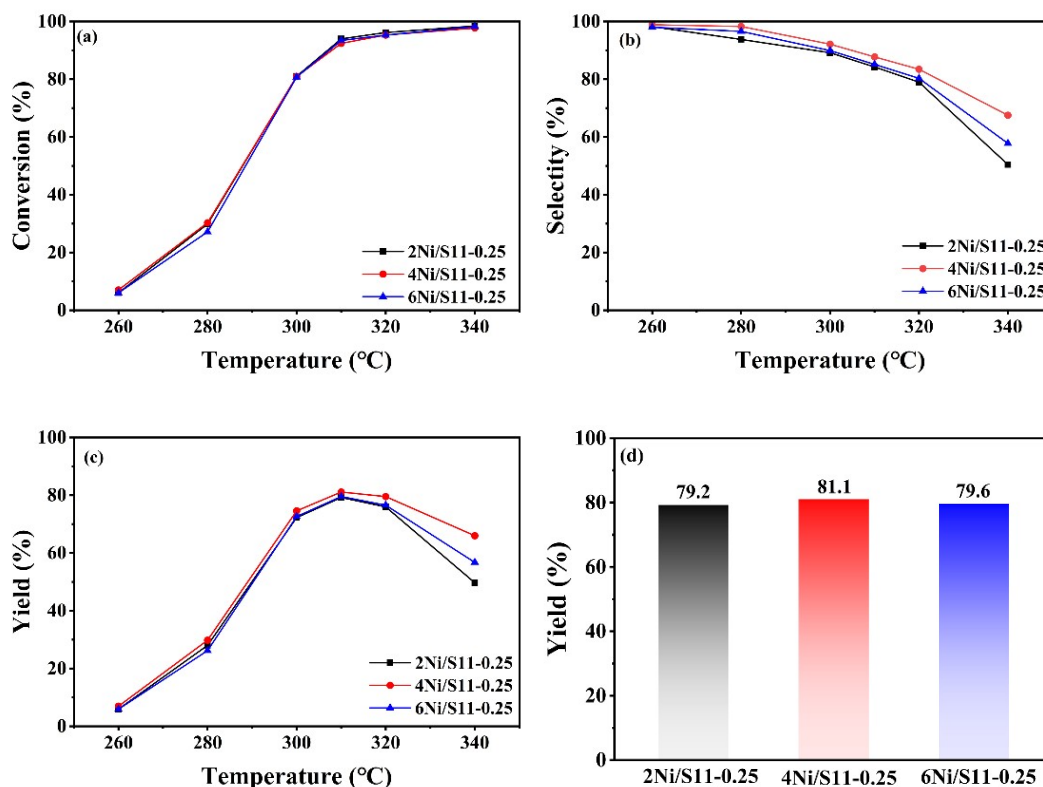 (a)
Conversion (%)
100
80
60
40
20
0
2Ni/S11-0.25
4Ni/S11-0.25
6Ni/S11-0.25
260 280 300 320 340
Temperature (°C)
(b)
Selectity (%)
100
80
60
40
20
0
2Ni/S11-0.25
4Ni/S11-0.25
6Ni/S11-0.25
260 280 300 320 340
Temperature (°C)
(c)
Yield (%)
100
80
60
40
20
0
2Ni/S11-0.25
4Ni/S11-0.25
6Ni/S11-0.25
260 280 300 320 340
Temperature (°C)
(d)
Yield (%)
100
80
60
40
20
0
79.2 81.1 79.6
2Ni/S11-0.25 4Ni/S11-0.25 6Ni/S11-0.25